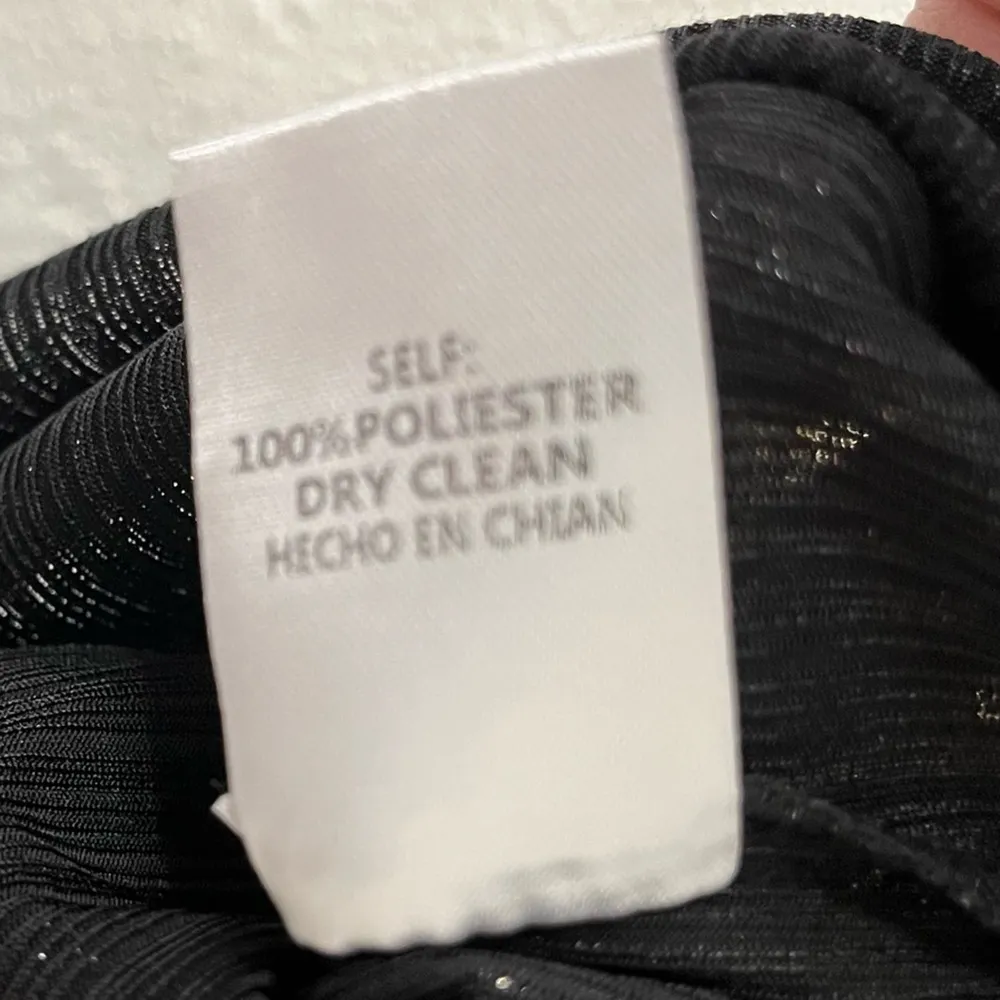 SELF:
100%POLIESTER
DRY CLEAN
HECHO EN CHIAN